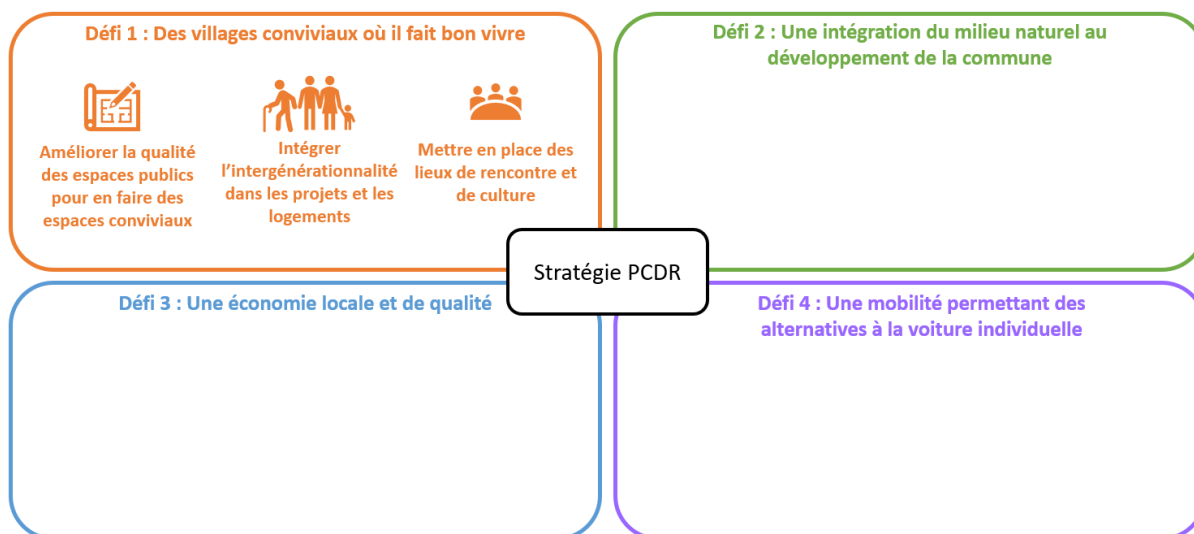 Défi 1 : Des villages conviviaux où il fait bon vivre
Améliorer la qualité
des espaces publics
pour en faire des
espaces conviviaux
Intégrer
l’intergénérationnalité
dans les projets et les
logements
Mettre en place des
lieux de rencontre et
de culture
Défi 2 : Une intégration du milieu naturel au
développement de la commune
Stratégie PCDR
Défi 3 : Une économie locale et de qualité
Défi 4 : Une mobilité permettant des
alternatives à la voiture individuelle